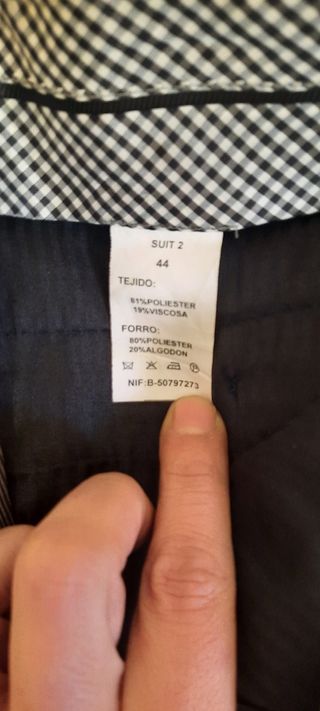 SUIT 2
44
TEJIDO:
81%POLIESTER
19%VISCOSA
FORRO:
80%POLIESTER
20%ALGODON
NIF:B-50797273